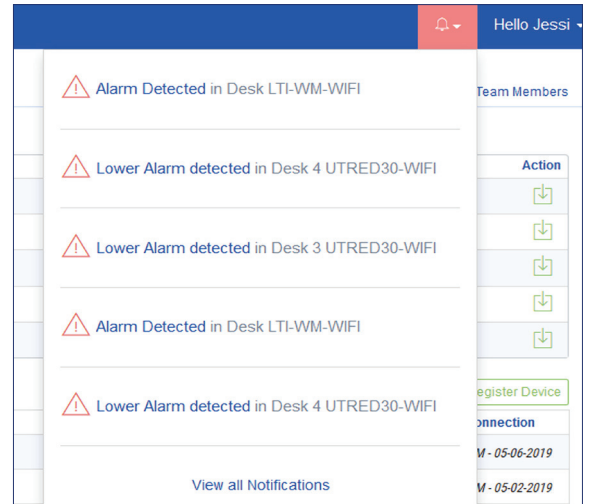 Hello Jessi
Alarm Detected in Desk LTI-WM-WIFI
Team Members
Lower Alarm detected in Desk 4 UTRED30-WIFI
Action
Lower Alarm detected in Desk 3 UTRED30-WIFI
Alarm Detected in Desk LTI-WM-WIFI
Lower Alarm detected in Desk 4 UTRED30-WIFI
egister Device
onnection
M - 05-06-2019
View all Notifications
M - 05-02-2019